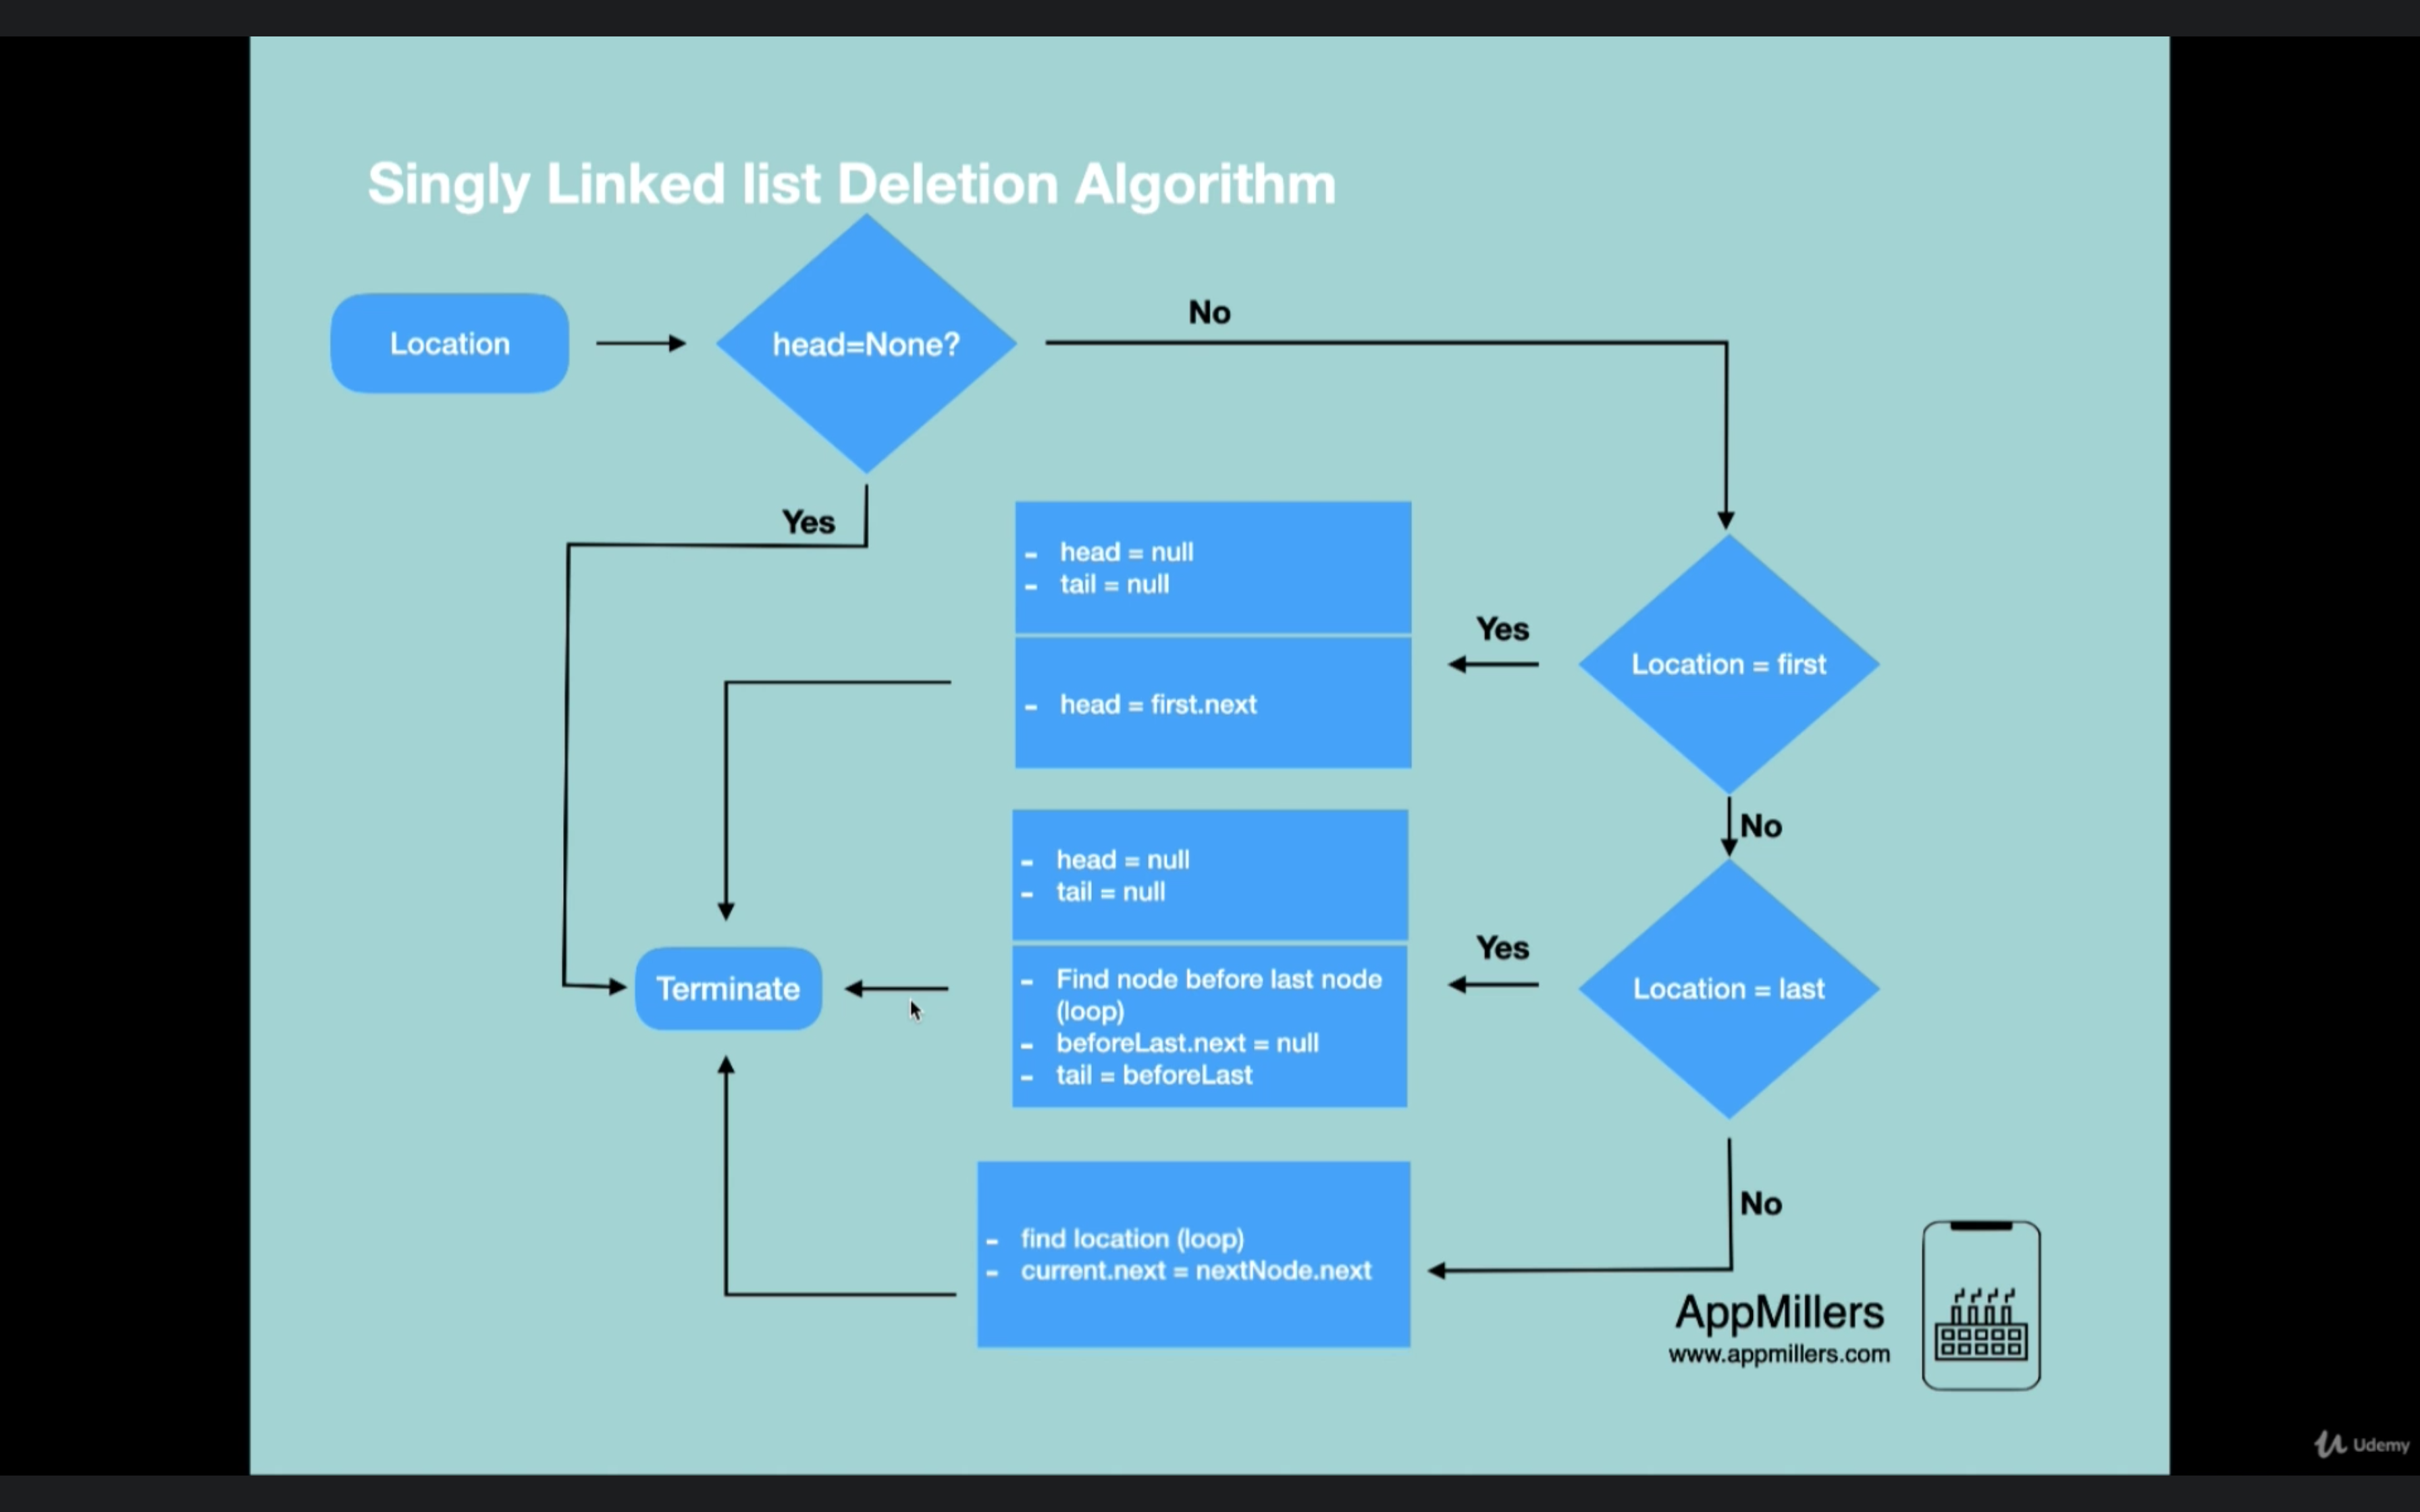 Singly Linked list Deletion Algorithm
Location
head=None?
No
Yes
- head = null
- tail = null
- head = first.next
Yes
Location = first
No
- head = null
- tail = null
- Find node before last node
(loop)
- beforeLast.next = null
- tail = beforeLast
Yes
Location = last
Terminate
No
- find location (loop)
- current.next = nextNode.next
AppMillers
www.appmillers.com
Udemy